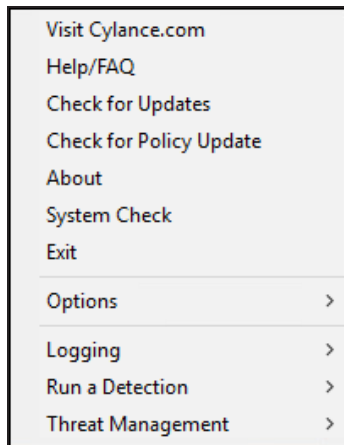 Visit Cylance.com
Help/FAQ
Check for Updates
Check for Policy Update
About
System Check
Exit
Options
Logging
Run a Detection
Threat Management